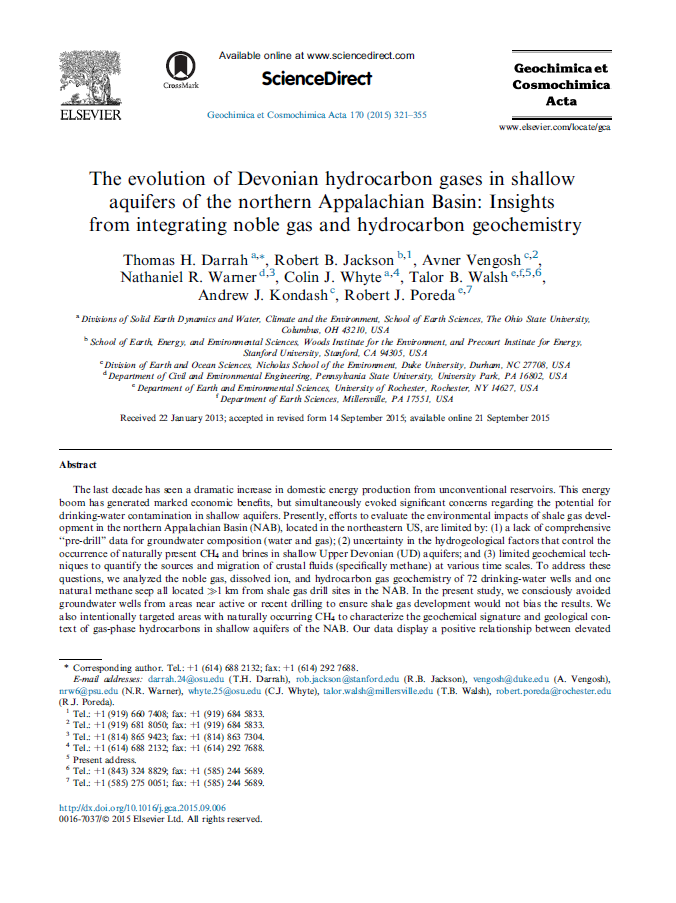 Available online at www.sciencedirect.com
CrossMark
ScienceDirect
ELSEVIER
Geochimica et Cosmochimica Acta 170 (2015) 321–355
Geochimica et
Cosmochimica
Acta
www.elsevier.com/locate/gca
The evolution of Devonian hydrocarbon gases in shallow
aquifers of the northern Appalachian Basin: Insights
from integrating noble gas and hydrocarbon geochemistry
Thomas H. Darrah a,*, Robert B. Jackson b,1, Avner Vengosh c,2,
Nathaniel R. Warner d,3, Colin J. Whyte a,4, Talor B. Walsh e,f,5,6,
Andrew J. Kondash c, Robert J. Poreda e,7
a Divisions of Solid Earth Dynamics and Water, Climate and the Environment, School of Earth Sciences, The Ohio State University,
Columbus, OH 43210, USA
b School of Earth, Energy, and Environmental Sciences, Woods Institute for the Environment, and Precourt Institute for Energy,
Stanford University, Stanford, CA 94305, USA
c Division of Earth and Ocean Sciences, Nicholas School of the Environment, Duke University, Durham, NC 27708, USA
d Department of Civil and Environmental Engineering, Pennsylvania State University, University Park, PA 16802, USA
e Department of Earth and Environmental Sciences, University of Rochester, Rochester, NY 14627, USA
f Department of Earth Sciences, Millersville, PA 17551, USA
Received 22 January 2013; accepted in revised form 14 September 2015; available online 21 September 2015
Abstract
The last decade has seen a dramatic increase in domestic energy production from unconventional reservoirs. This energy
boom has generated marked economic benefits, but simultaneously evoked significant concerns regarding the potential for
drinking-water contamination in shallow aquifers. Presently, efforts to evaluate the environmental impacts of shale gas devel-
opment in the northern Appalachian Basin (NAB), located in the northeastern US, are limited by: (1) a lack of comprehensive
“pre-drill” data for groundwater composition (water and gas); (2) uncertainty in the hydrogeological factors that control the
occurrence of naturally present CH4 and brines in shallow Upper Devonian (UD) aquifers; and (3) limited geochemical tech-
niques to quantify the sources and migration of crustal fluids (specifically methane) at various time scales. To address these
questions, we analyzed the noble gas, dissolved ion, and hydrocarbon gas geochemistry of 72 drinking-water wells and one
natural methane seep all located ≫1 km from shale gas drill sites in the NAB. In the present study, we consciously avoided
groundwater wells from areas near active or recent drilling to ensure shale gas development would not bias the results. We
also intentionally targeted areas with naturally occurring CH4 to characterize the geochemical signature and geological con-
text of gas-phase hydrocarbons in shallow aquifers of the NAB. Our data display a positive relationship between elevated
* Corresponding author. Tel.: +1 (614) 688 2132; fax: +1 (614) 292 7688.
E-mail addresses: darrah.24@osu.edu (T.H. Darrah), rob.jackson@stanford.edu (R.B. Jackson), vengosh@duke.edu (A. Vengosh),
nrw6@psu.edu (N.R. Warner), whyte.25@osu.edu (C.J. Whyte), talor.walsh@millersville.edu (T.B. Walsh), robert.poreda@rochester.edu
(R.J. Poreda).
1 Tel.: +1 (919) 660 7408; fax: +1 (919) 684 5833.
2 Tel.: +1 (919) 681 8050; fax: +1 (919) 684 5833.
3 Tel.: +1 (814) 865 9423; fax: +1 (814) 863 7304.
4 Tel.: +1 (614) 688 2132; fax: +1 (614) 292 7688.
5 Present address.
6 Tel.: +1 (843) 324 8829; fax: +1 (585) 244 5689.
7 Tel.: +1 (585) 275 0051; fax: +1 (585) 244 5689.
http://dx.doi.org/10.1016/j.gca.2015.09.006
0016-7037/© 2015 Elsevier Ltd. All rights reserved.